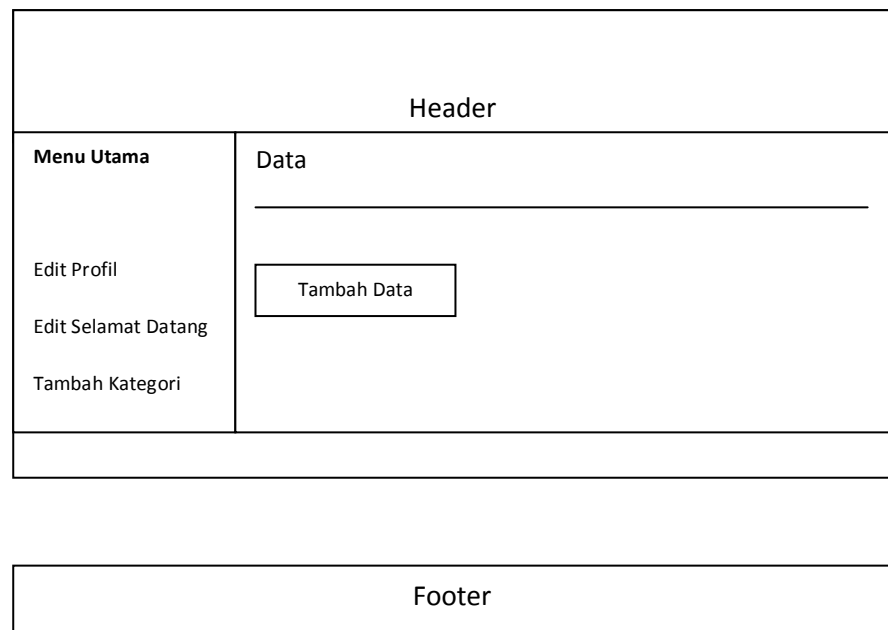 Header
Menu Utama
Data
Edit Profil
Tambah Data
Edit Selamat Datang
Tambah Kategori
Footer